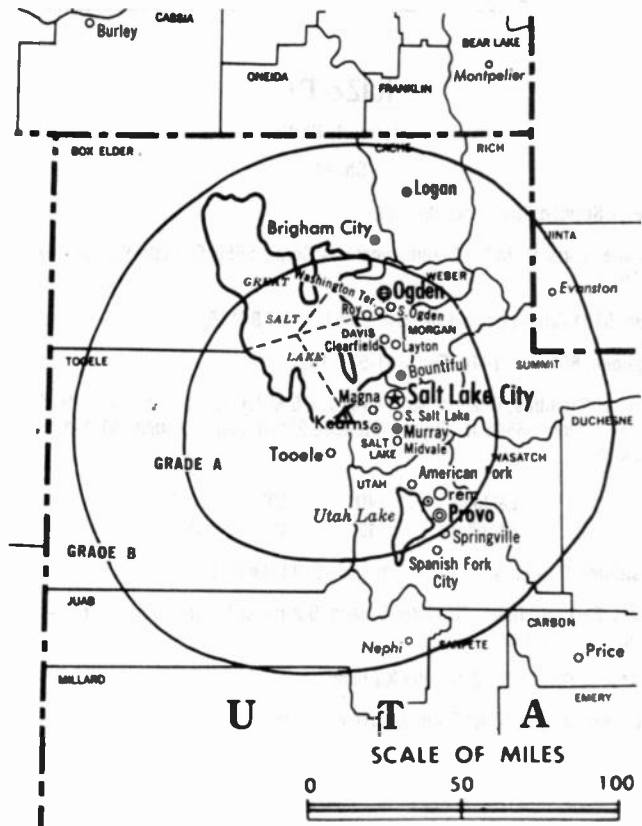 CASSIA
Burley
BEAR LAKE
ONEIDA
FRANKLIN
Montpelier
BOX ELDER
CACHE
RICH
Logan
Brigham City
UINTA
WEBER
GREAT
Washington Ter.
Ogden
Evanston
Roy
S. Ogden
SALT
DAVIS
MORGAN
Clearfield
Layton
SUMMIT
TOOELE
LAKE
Bountiful
Magna
Salt Lake City
DUCHESNE
S. Salt Lake
Kearns
Murray
SALT LAKE
Midvale
WASATCH
GRADE A
Tooele
UTAH
American Fork
Orem
Utah Lake
Provo
Springville
GRADE B
Spanish Fork City
JUAB
CARSON
Nephi
SANPETE
Price
MILLARD
EMERY
U T A
SCALE OF MILES
0 50 100